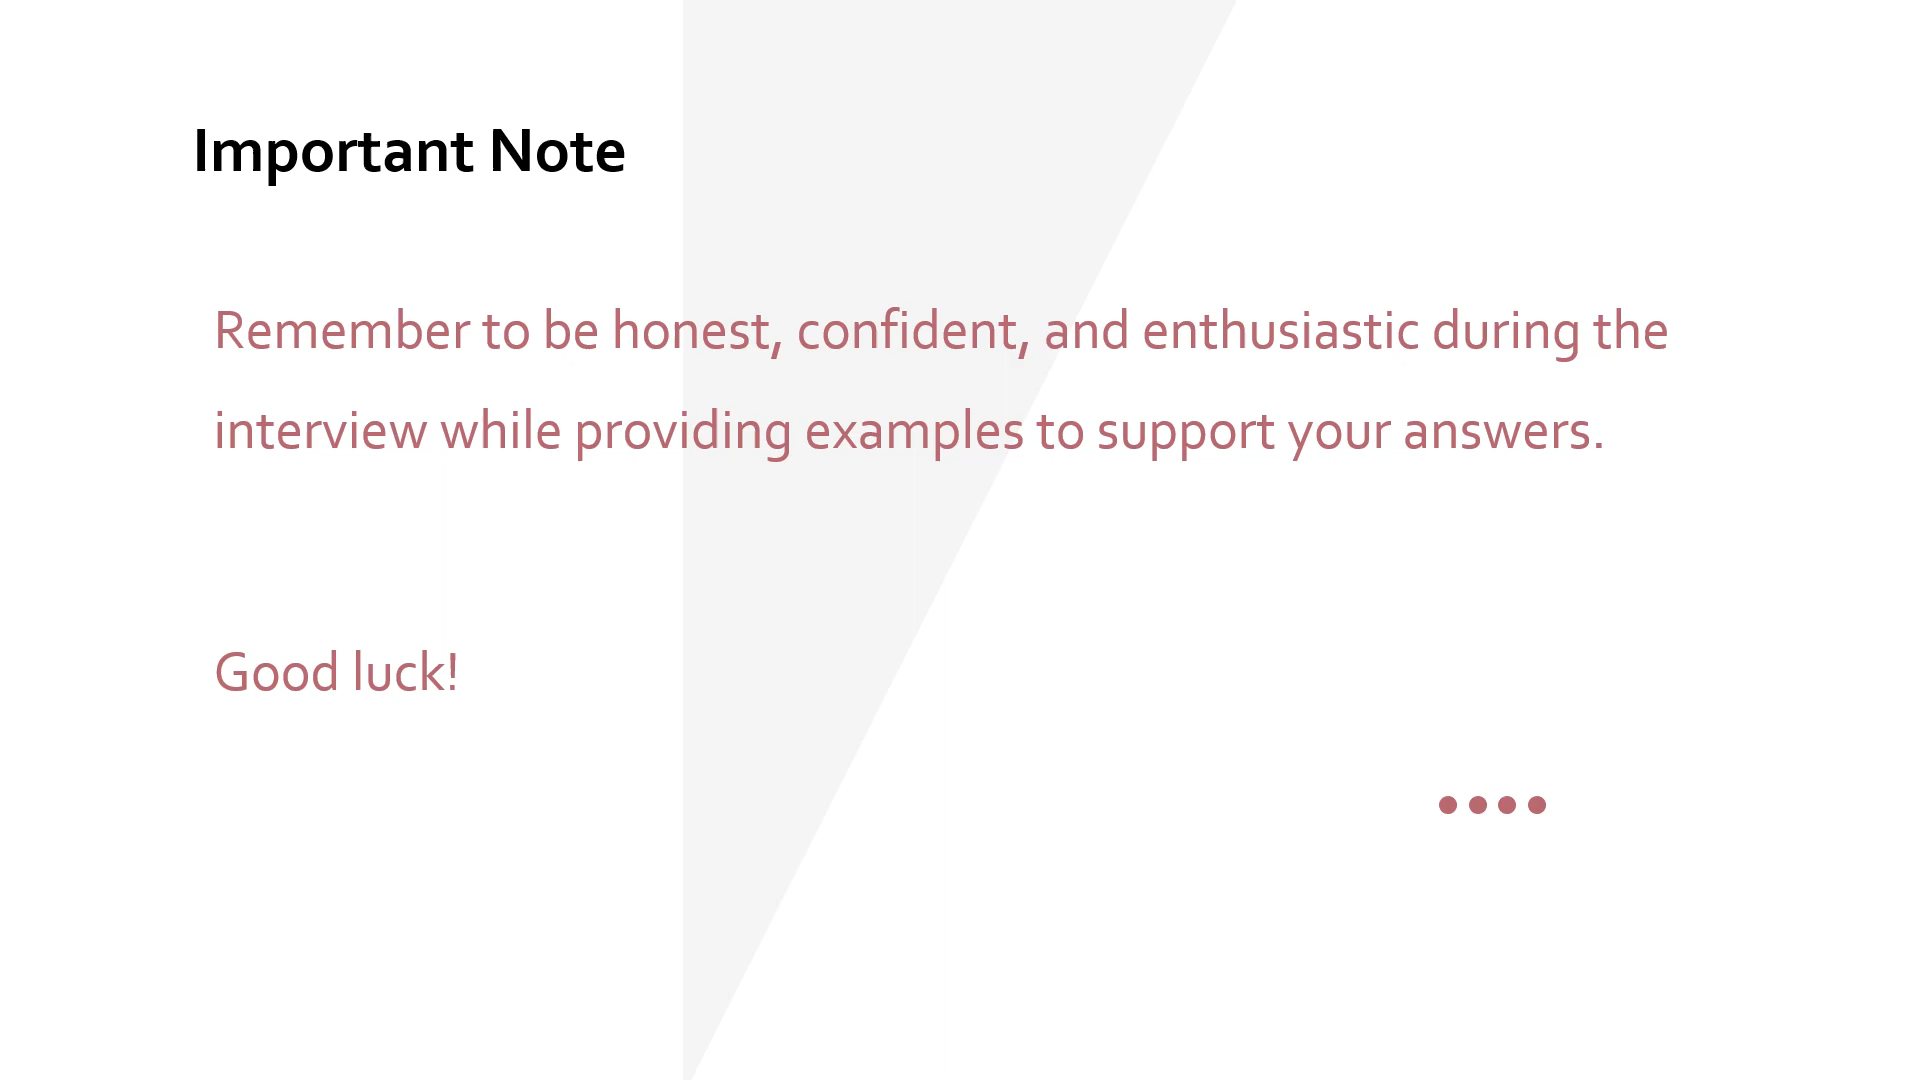 Important Note
Remember to be honest, confident, and enthusiastic during the
interview while providing examples to support your answers.
Good luck!